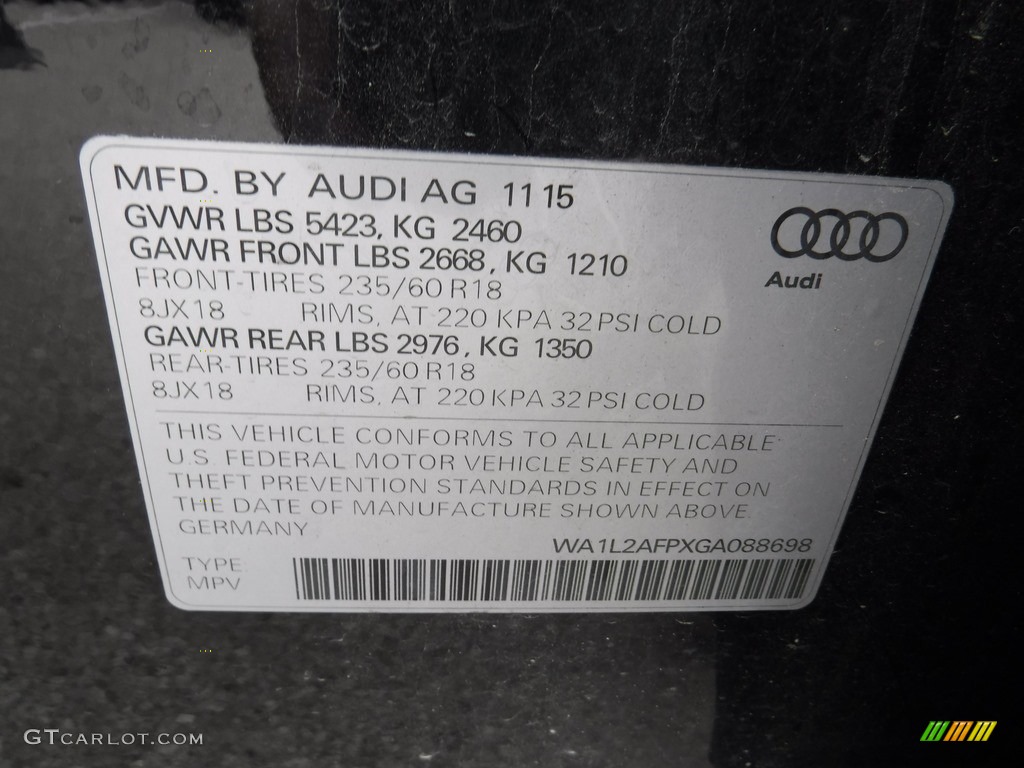 MFD. BY AUDI AG 11 15
GVWR LBS 5423, KG 2460
GAWR FRONT LBS 2668, KG 1210
FRONT-TIRES 235/60 R18
8JX18 RIMS, AT 220 KPA 32 PSI COLD
GAWR REAR LBS 2976, KG 1350
REAR-TIRES 235/60 R18
8JX18 RIMS, AT 220 KPA 32 PSI COLD
Audi
THIS VEHICLE CONFORMS TO ALL APPLICABLE
U.S. FEDERAL MOTOR VEHICLE SAFETY AND
THEFT PREVENTION STANDARDS IN EFFECT ON
THE DATE OF MANUFACTURE SHOWN ABOVE.
GERMANY
WA1L2AFPXGA088698
TYPE
MPV
GTCARLOT.COM